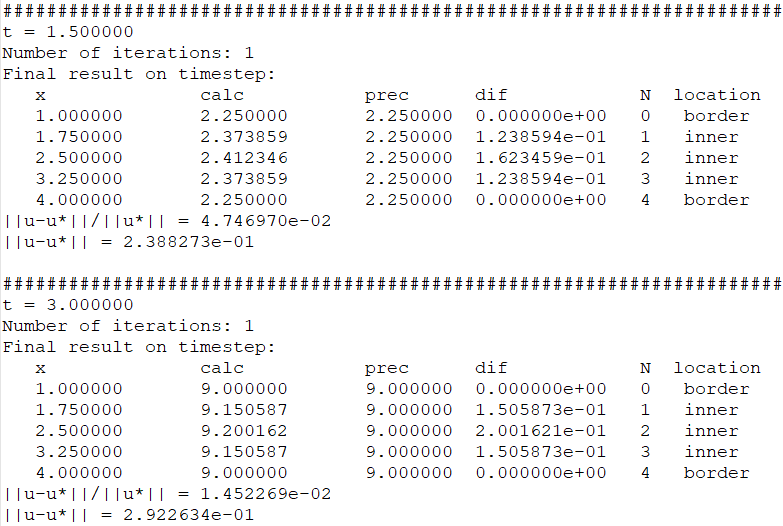 #######################################################################
t = 1.500000
Number of iterations: 1
Final result on timestep:
x calc prec dif N location
1.000000 2.250000 2.250000 0.000000e+00 0 border
1.750000 2.373859 2.250000 1.238594e-01 1 inner
2.500000 2.412346 2.250000 1.623459e-01 2 inner
3.250000 2.373859 2.250000 1.238594e-01 3 inner
4.000000 2.250000 2.250000 0.000000e+00 4 border
||u-u*||/||u*|| = 4.746970e-02
||u-u*|| = 2.388273e-01
#######################################################################
t = 3.000000
Number of iterations: 1
Final result on timestep:
x calc prec dif N location
1.000000 9.000000 9.000000 0.000000e+00 0 border
1.750000 9.150587 9.000000 1.505873e-01 1 inner
2.500000 9.200162 9.000000 2.001621e-01 2 inner
3.250000 9.150587 9.000000 1.505873e-01 3 inner
4.000000 9.000000 9.000000 0.000000e+00 4 border
||u-u*||/||u*|| = 1.452269e-02
||u-u*|| = 2.922634e-01